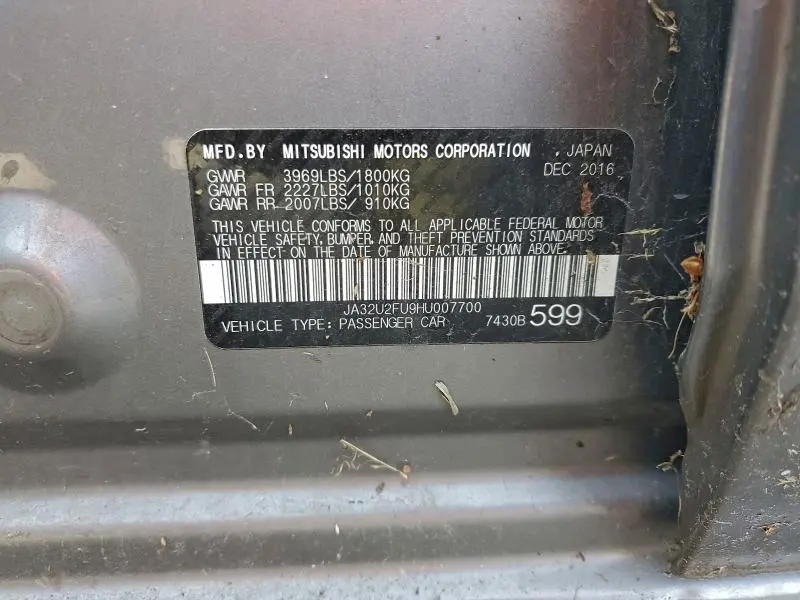 MFD.BY MITSUBISHI MOTORS CORPORATION JAPAN
GVWR 3969LBS/1800KG DEC 2016
GAWR FR 2227LBS/1010KG
GAWR RR 2007LBS/ 910KG
THIS VEHICLE CONFORMS TO ALL APPLICABLE FEDERAL MOTOR
VEHICLE SAFETY, BUMPER, AND THEFT PREVENTION STANDARDS
IN EFFECT ON THE DATE OF MANUFACTURE SHOWN ABOVE.
JA32U2FU9HU007700
VEHICLE TYPE: PASSENGER CAR 7430B 599